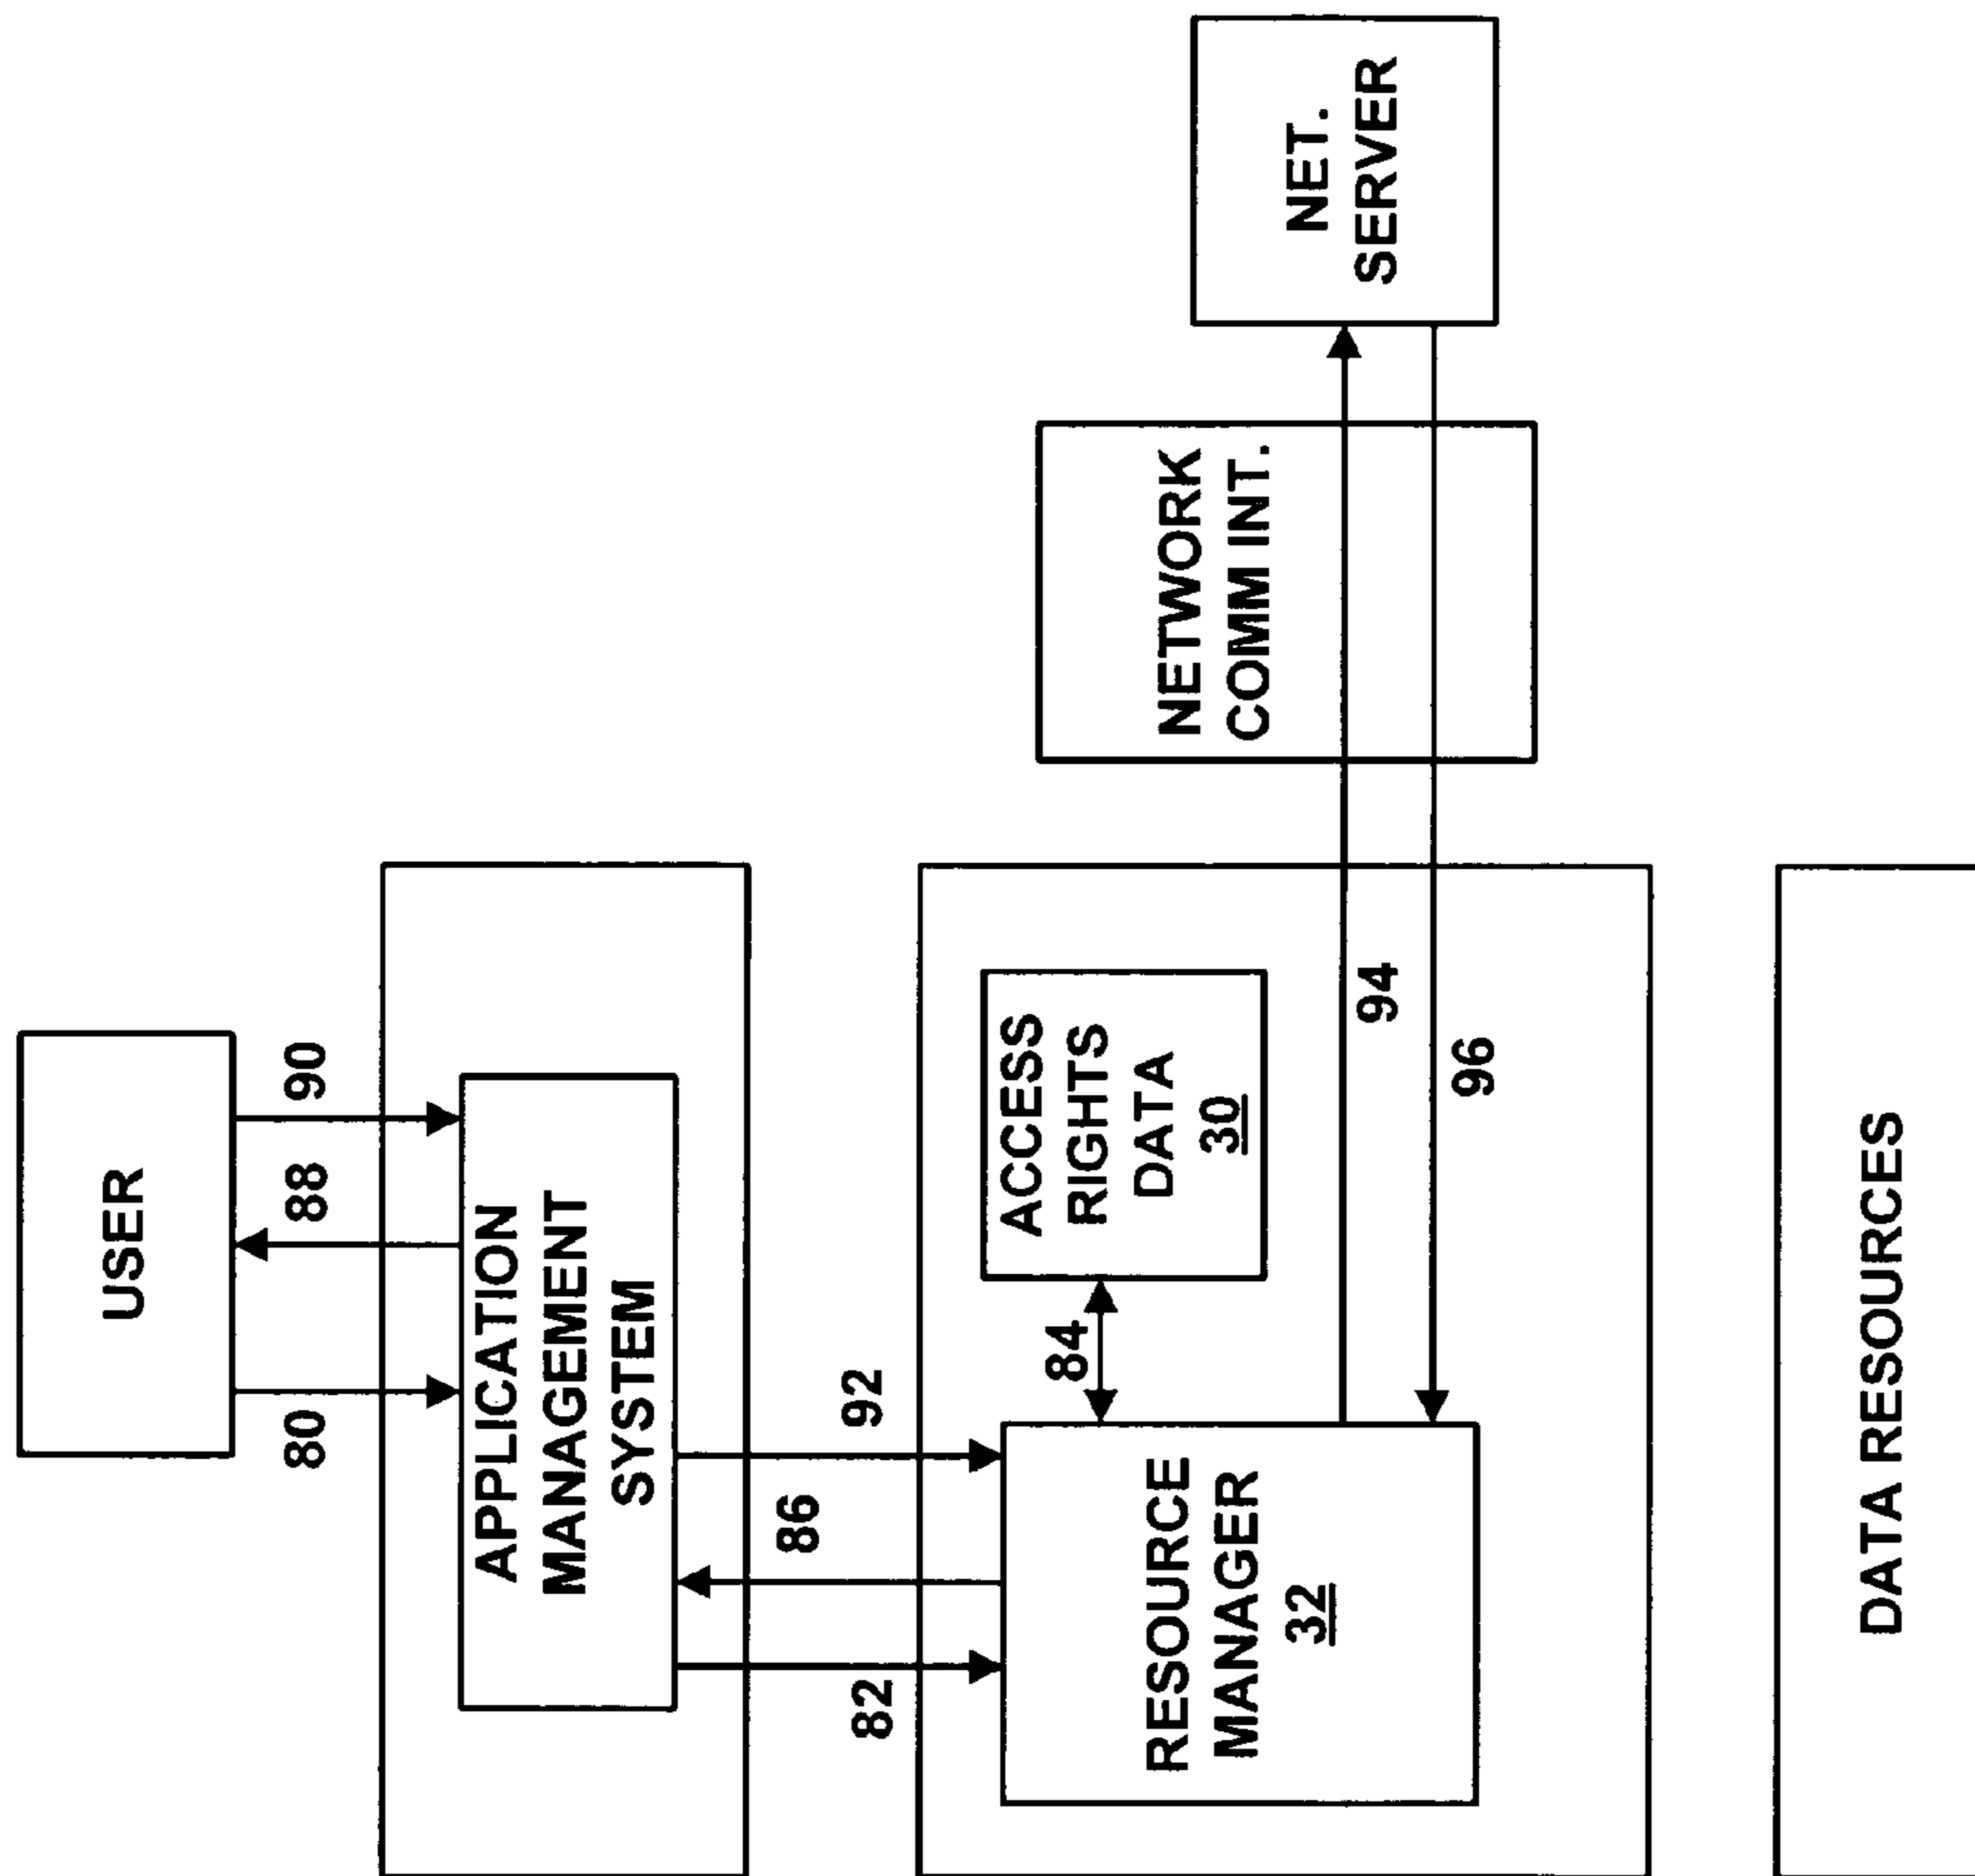 USER
80
88
90
APPLICATION
MANAGEMENT
SYSTEM
82
86
92
RESOURCE
MANAGER
32
84
ACCESS
RIGHTS
DATA
30
94
96
NETWORK
COMM INT.
NET.
SERVER
DATA RESOURCES